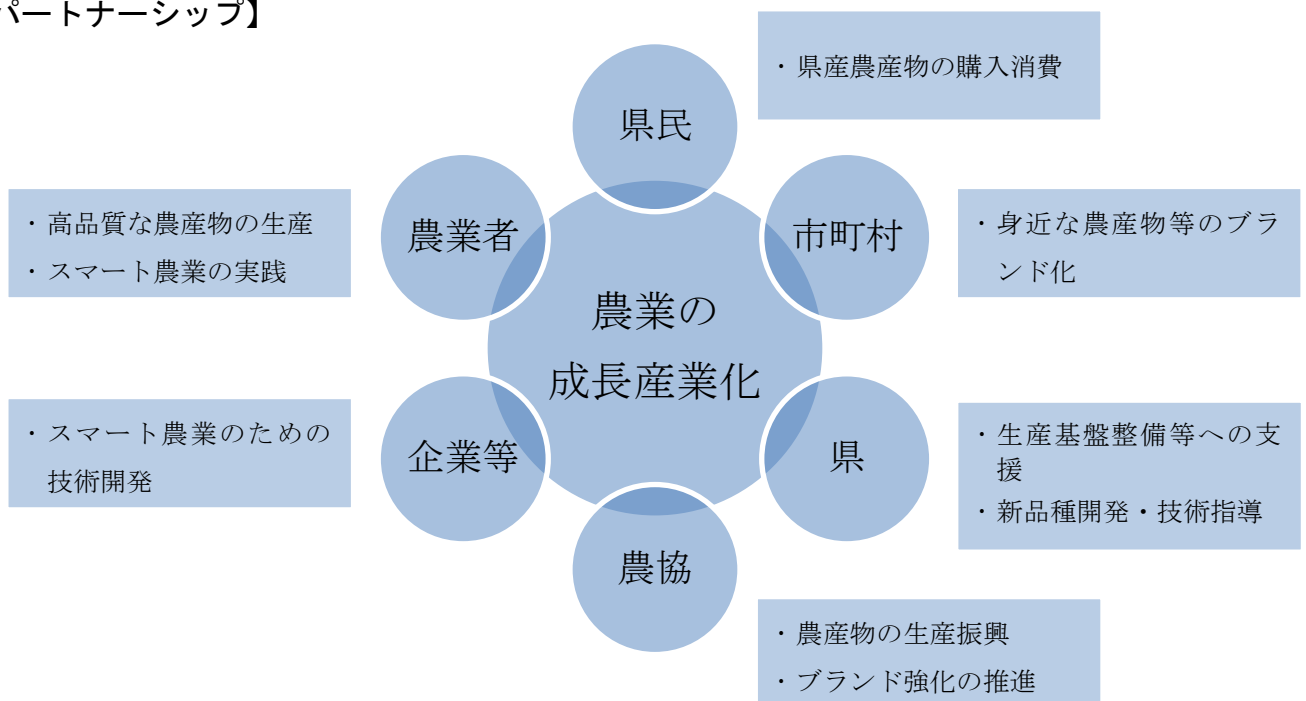 パートナーシップ】
・県産農産物の購入消費
県民
農業者
市町村
・高品質な農産物の生産
・スマート農業の実践
・身近な農産物等のブラ
ンド化
農業の
成長産業化
・スマート農業のための
技術開発
企業等
県
・生産基盤整備等への支
援
・新品種開発・技術指導
農協
・農産物の生産振興
・ブランド強化の推進